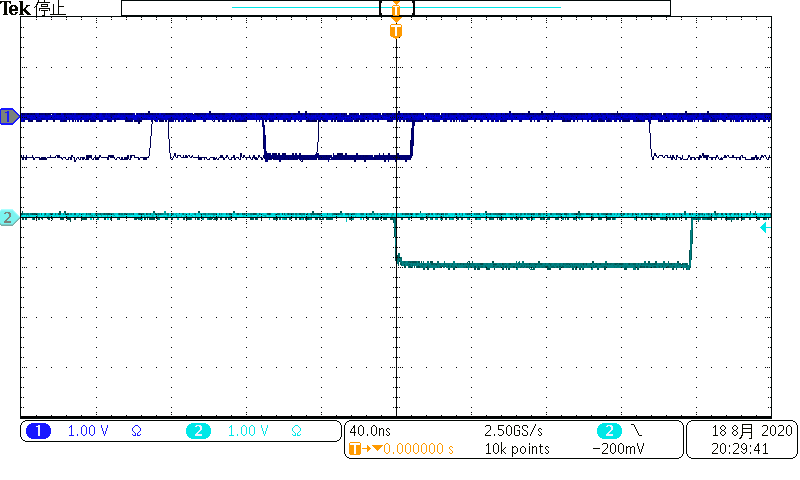 Tek 停止
T
T
1
2
1 1.00 V Ω 2 1.00 V Ω
40.0ns 2.50GS/s 2
T→▼0.000000 s 10k points −200mV
18 8月 2020
20:29:41